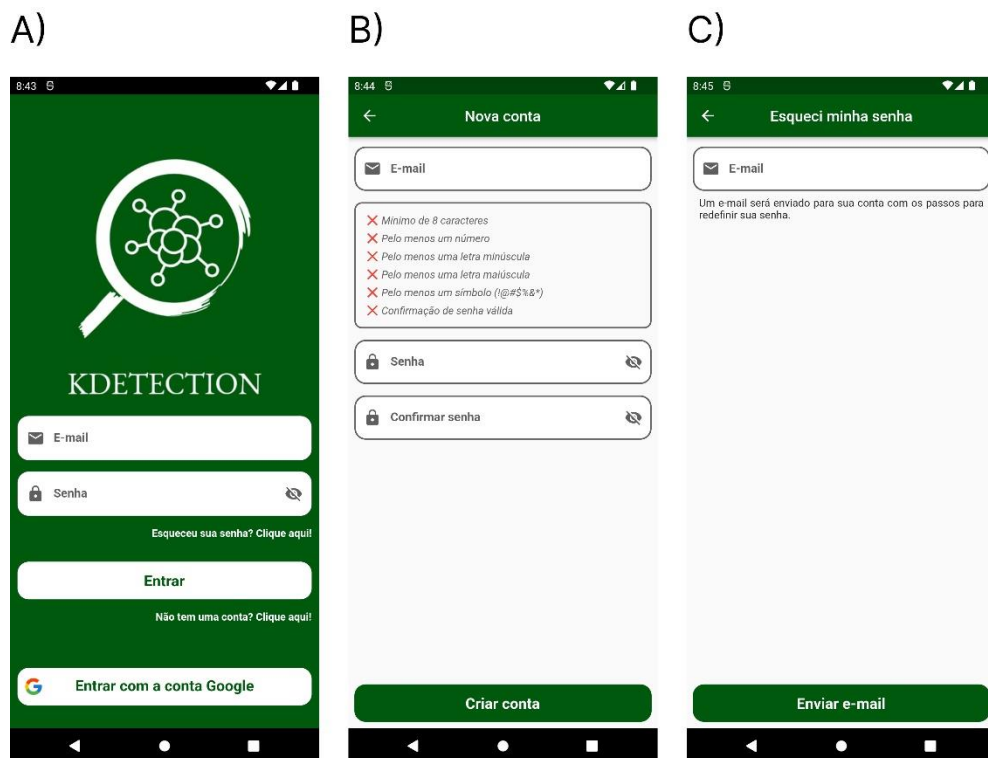 A)
8:43
KDETECTION
E-mail
Senha
Esqueceu sua senha? Clique aqui!
Entrar
Não tem uma conta? Clique aqui!
Entrar com a conta Google
B)
8:44
Nova conta
E-mail
Mínimo de 8 caracteres
Pelo menos um número
Pelo menos uma letra minúscula
Pelo menos uma letra maiúscula
Pelo menos um símbolo (!@#$%&*)
Confirmação de senha válida
Senha
Confirmar senha
Criar conta
C)
8:45
Esqueci minha senha
E-mail
Um e-mail será enviado para sua conta com os passos para
redefinir sua senha.
Enviar e-mail